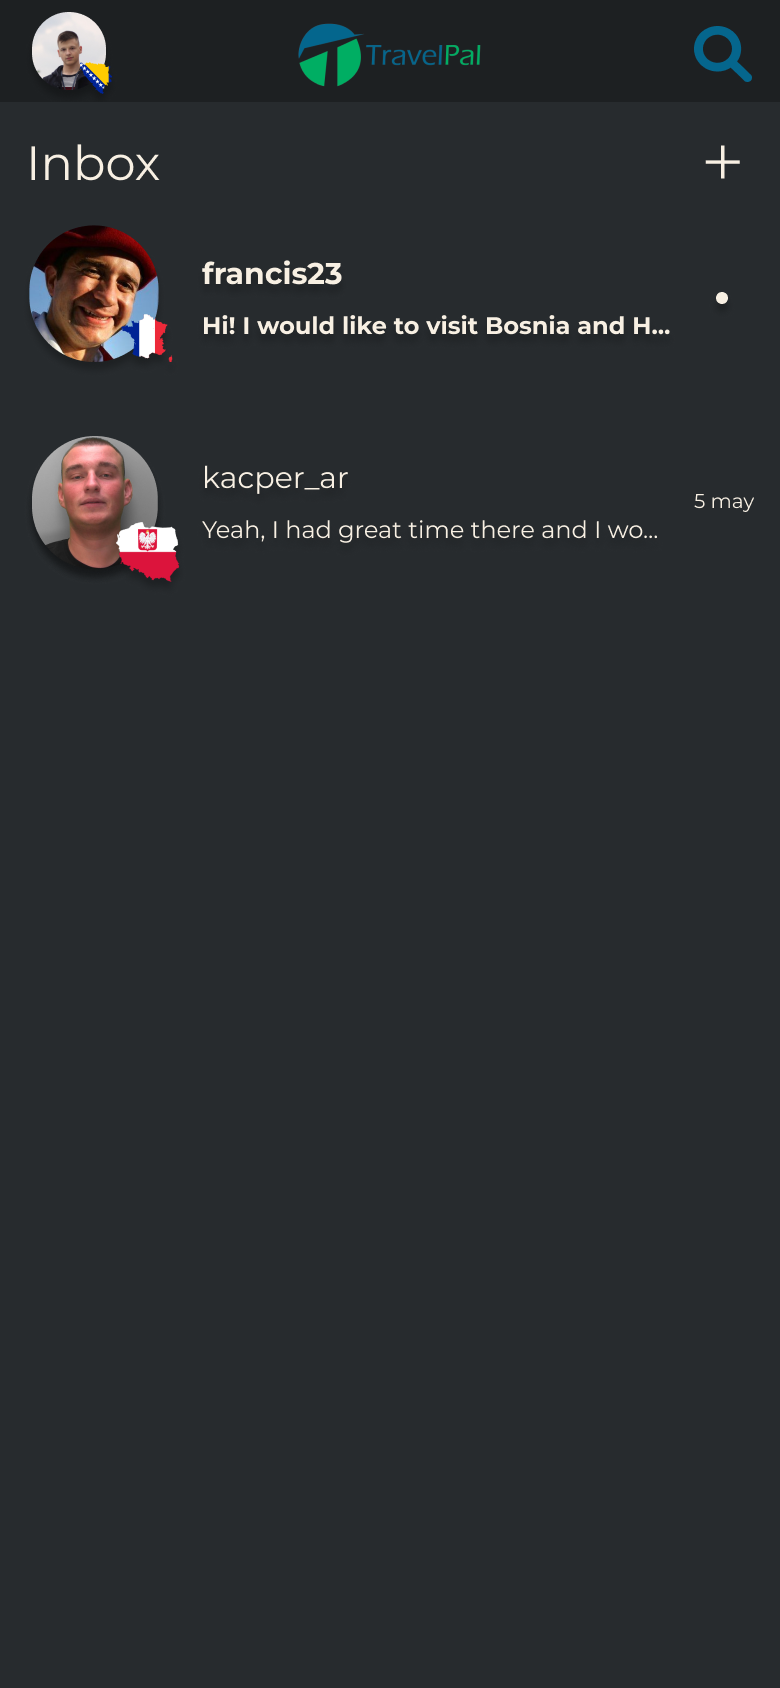 TravelPal
Inbox
francis23
Hi! I would like to visit Bosnia and H...
kacper_ar
5 may
Yeah, I had great time there and I wo...